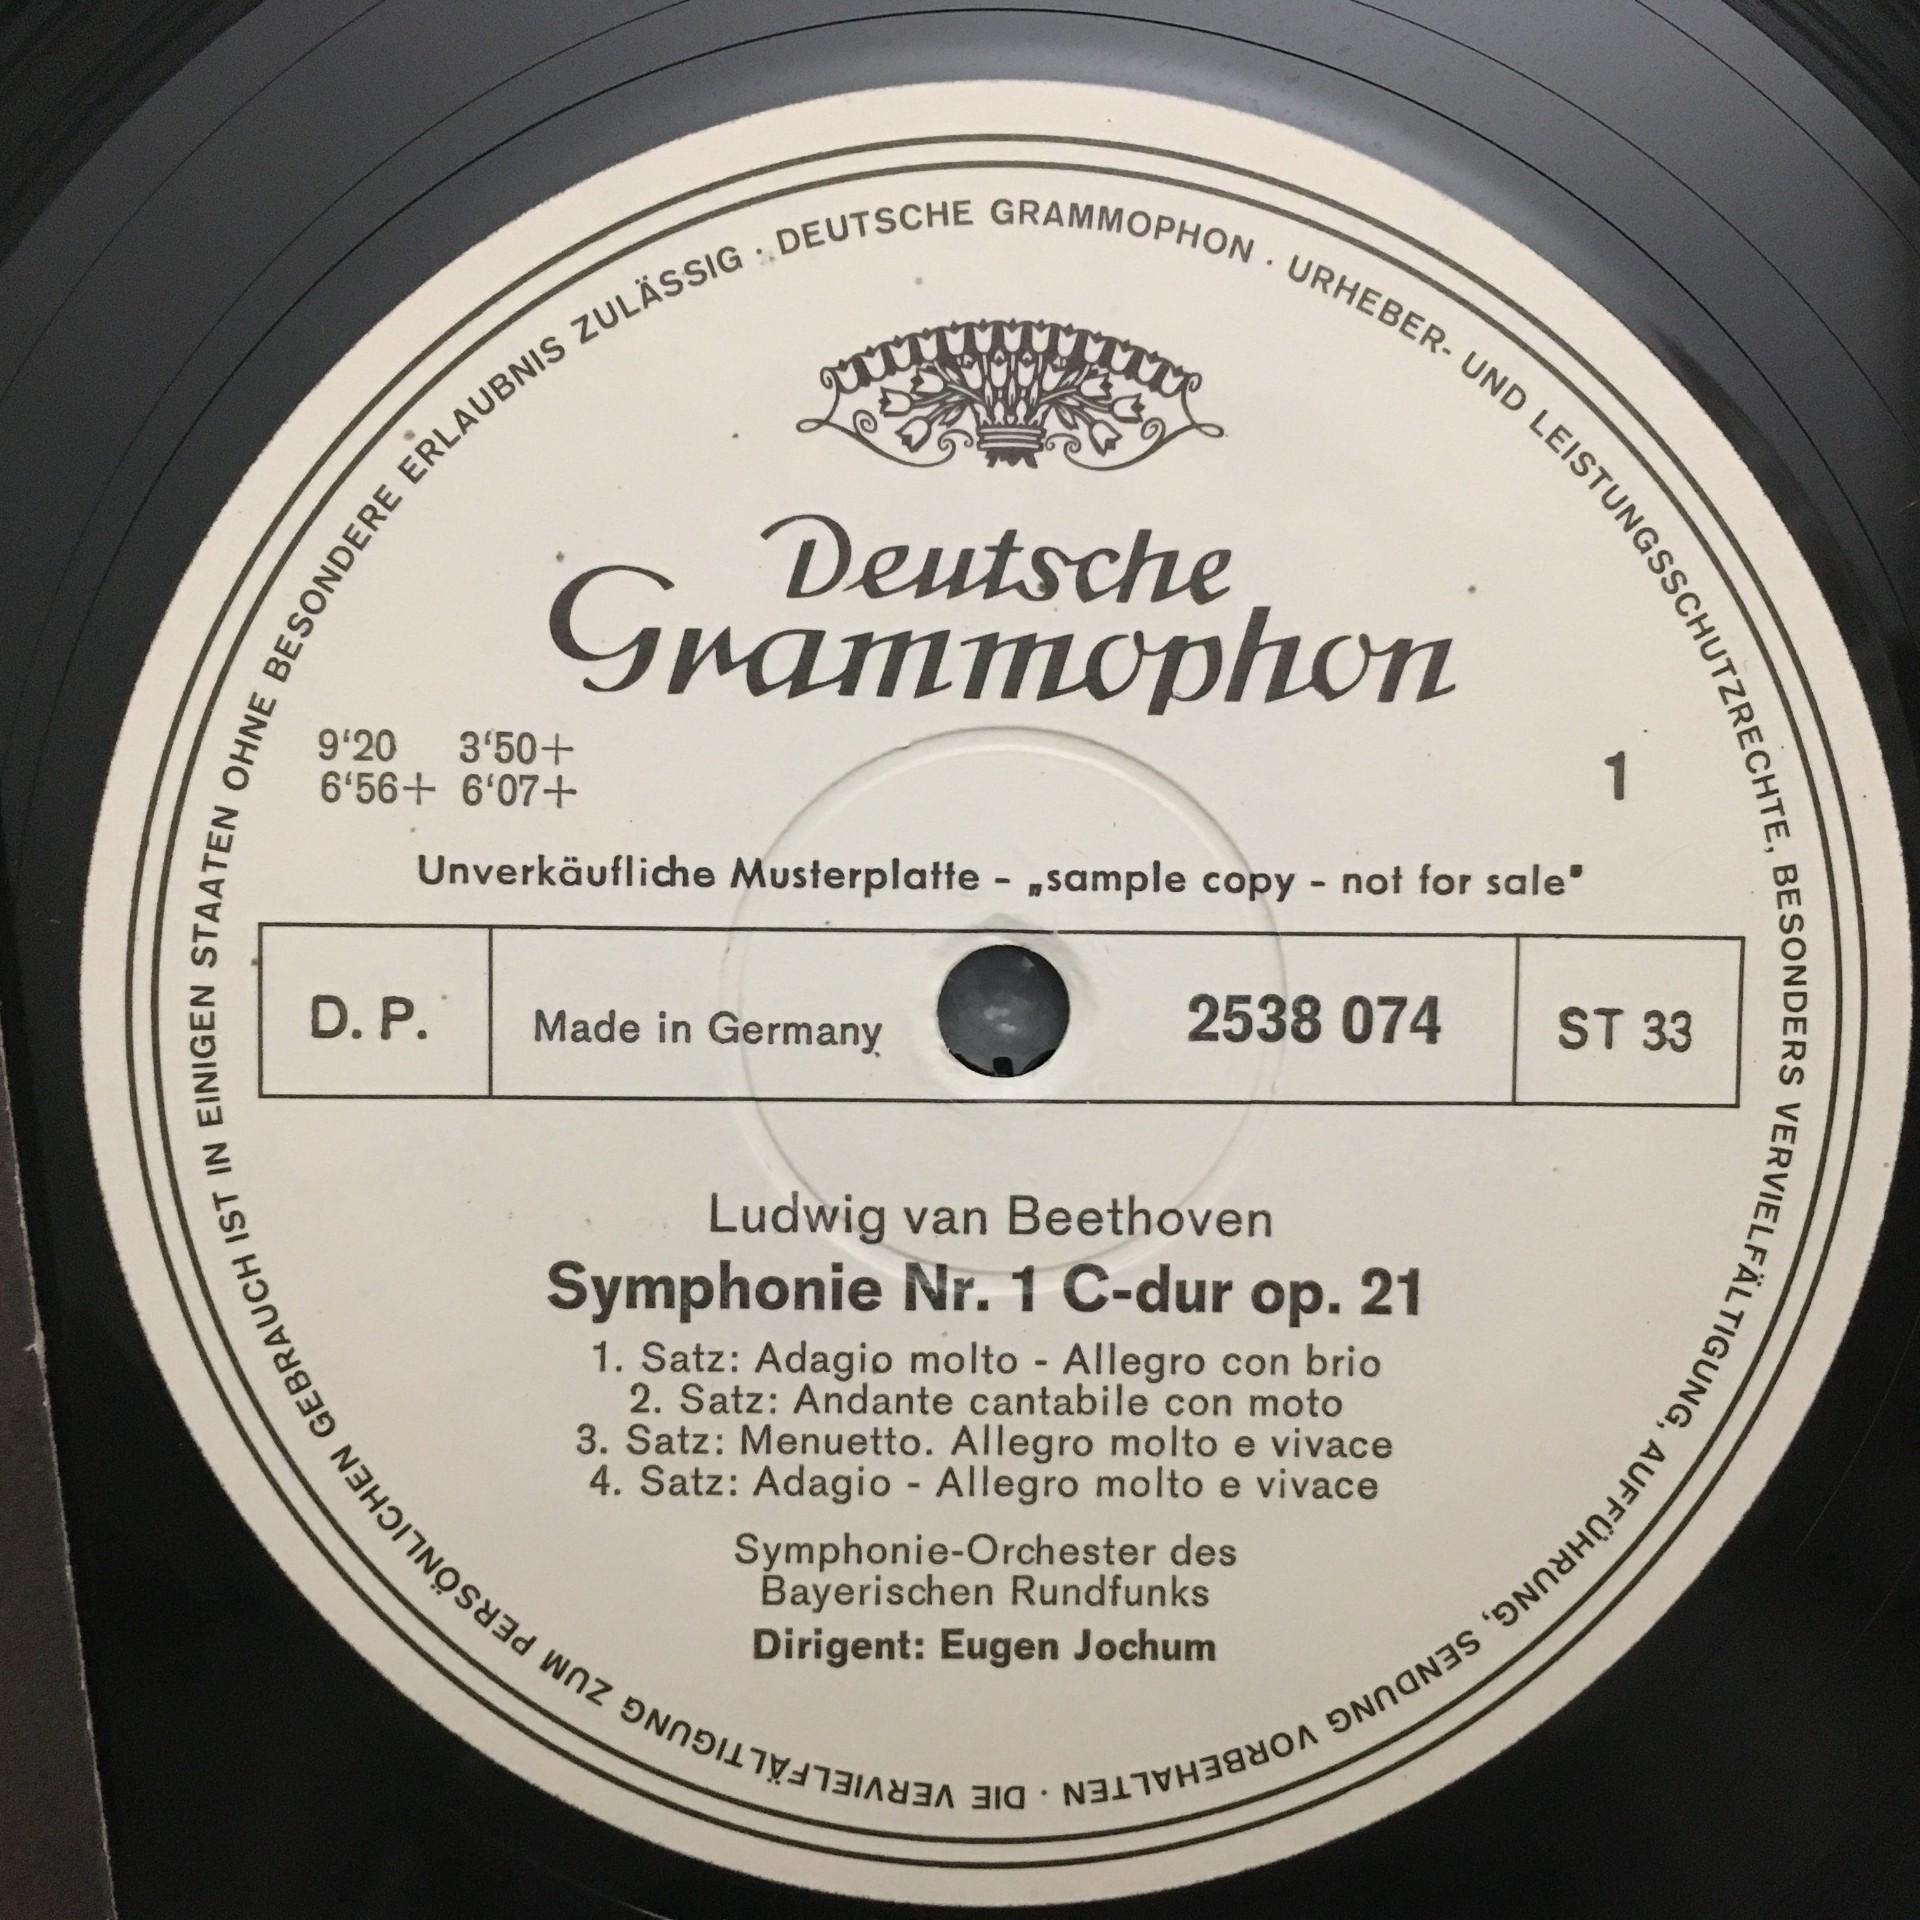 DEUTSCHE GRAMMOPHON · URHEBER- UND LEISTUNGSSCHUTZRECHTE, BESONDERS VERVIELFÄLTIGUNG, AUFFÜHRUNG, SENDUNG VORBEHALTEN · DIE VERVIELFÄLTIGUNG ZUM PERSÖNLICHEN GEBRAUCH IST IN EINIGEN STAATEN OHNE BESONDERE ERLAUBNIS ZULÄSSIG ·
Deutsche
Grammophon
9'20 3'50+
6'56+ 6'07+
1
Unverkäufliche Musterplatte - „sample copy - not for sale"
D. P. Made in Germany 2538 074 ST 33
Ludwig van Beethoven
Symphonie Nr. 1 C-dur op. 21
1. Satz: Adagio molto - Allegro con brio
2. Satz: Andante cantabile con moto
3. Satz: Menuetto. Allegro molto e vivace
4. Satz: Adagio - Allegro molto e vivace
Symphonie-Orchester des
Bayerischen Rundfunks
Dirigent: Eugen Jochum